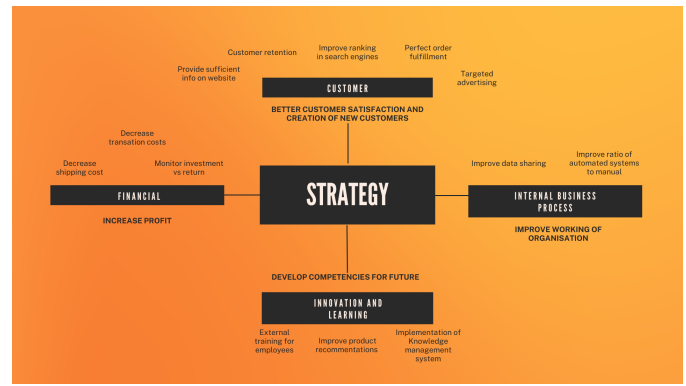 Customer retention
Improve ranking
in search engines
Perfect order
fulfillment
Provide sufficient
info on website
Targeted
advertising
CUSTOMER
BETTER CUSTOMER SATISFACTION AND
CREATION OF NEW CUSTOMERS
Decrease
transation costs
Decrease
shipping cost
Monitor investment
vs return
FINANCIAL
INCREASE PROFIT
STRATEGY
Improve data sharing
Improve ratio of
automated systems
to manual
INTERNAL BUSINESS
PROCESS
IMPROVE WORKING OF
ORGANISATION
DEVELOP COMPETENCIES FOR FUTURE
INNOVATION AND
LEARNING
External
training for
employees
Improve product
recommentations
Implementation of
Knowledge
management
system